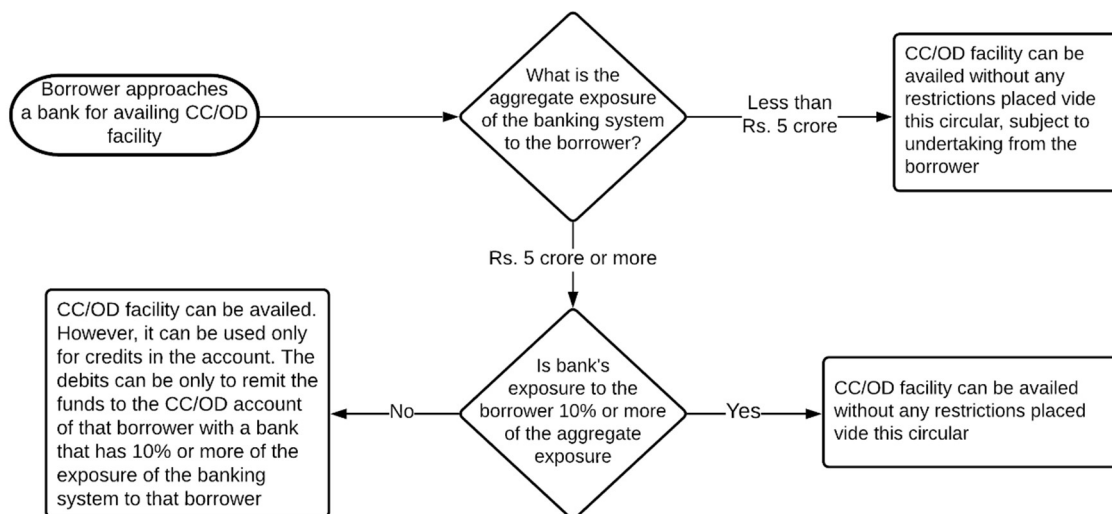 Borrower approaches
a bank for availing CC/OD
facility
What is the
aggregate exposure
of the banking system
to the borrower?
Less than
Rs. 5 crore
CC/OD facility can be
availed without any
restrictions placed vide
this circular, subject to
undertaking from the
borrower
Rs. 5 crore or more
CC/OD facility can be availed.
However, it can be used only
for credits in the account. The
debits can be only to remit the
funds to the CC/OD account
of that borrower with a bank
that has 10% or more of the
exposure of the banking
system to that borrower
No
Is bank's
exposure to the
borrower 10% or more
of the aggregate
exposure
Yes
CC/OD facility can be availed
without any restrictions placed
vide this circular